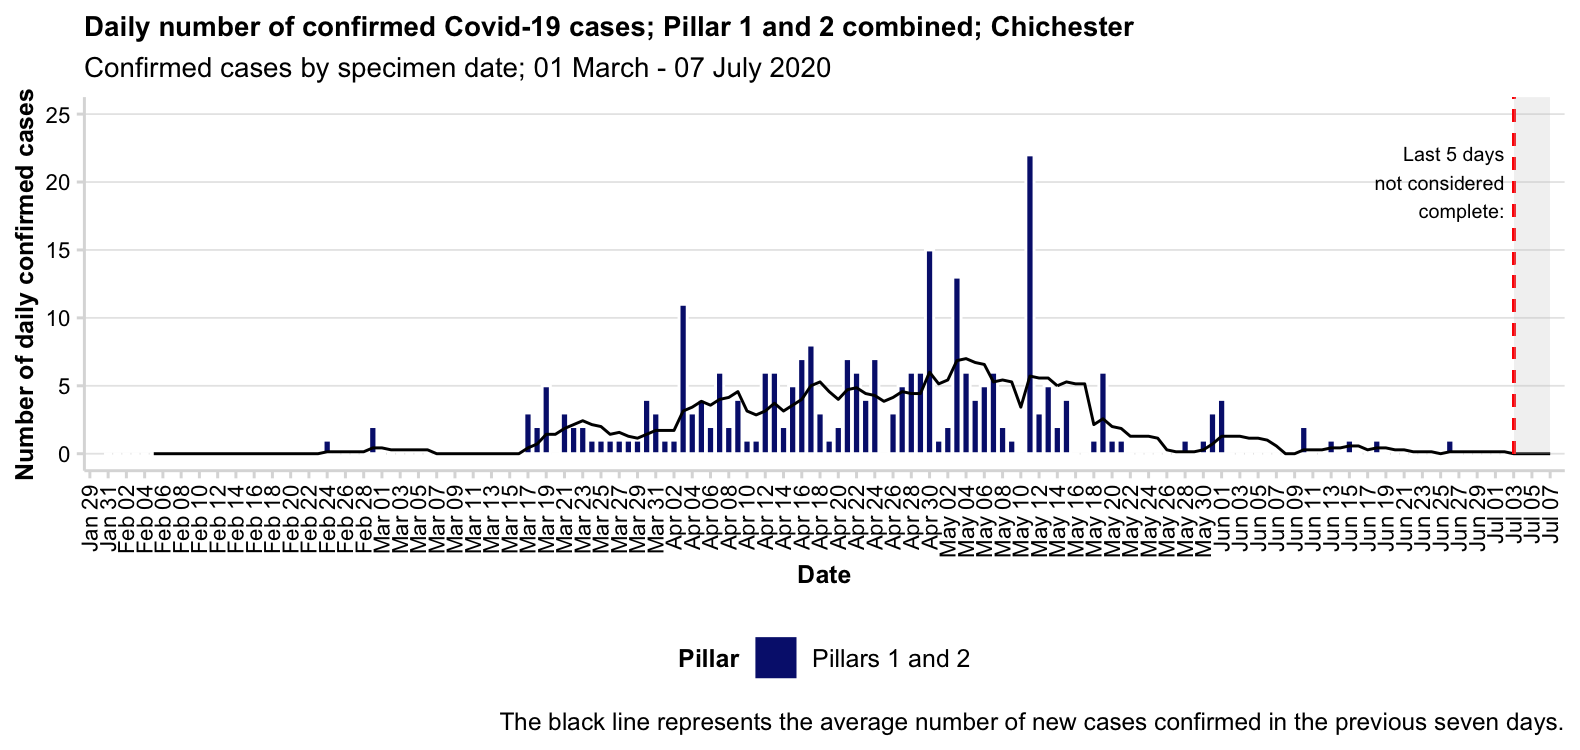 Daily number of confirmed Covid-19 cases; Pillar 1 and 2 combined; Chichester
Confirmed cases by specimen date; 01 March - 07 July 2020
Number of daily confirmed cases
25
20
15
10
5
0
Last 5 days
not considered
complete:
Jan 29
Jan 31
Feb 02
Feb 04
Feb 06
Feb 08
Feb 10
Feb 12
Feb 14
Feb 16
Feb 18
Feb 20
Feb 22
Feb 24
Feb 26
Feb 28
Mar 01
Mar 03
Mar 05
Mar 07
Mar 09
Mar 11
Mar 13
Mar 15
Mar 17
Mar 19
Mar 21
Mar 23
Mar 25
Mar 27
Mar 29
Mar 31
Apr 02
Apr 04
Apr 06
Apr 08
Apr 10
Apr 12
Apr 14
Apr 16
Apr 18
Apr 20
Apr 22
Apr 24
Apr 26
Apr 28
Apr 30
May 02
May 04
May 06
May 08
May 10
May 12
May 14
May 16
May 18
May 20
May 22
May 24
May 26
May 28
May 30
Jun 01
Jun 03
Jun 05
Jun 07
Jun 09
Jun 11
Jun 13
Jun 15
Jun 17
Jun 19
Jun 21
Jun 23
Jun 25
Jun 27
Jun 29
Jul 01
Jul 03
Jul 05
Jul 07
Date
Pillar
Pillars 1 and 2
The black line represents the average number of new cases confirmed in the previous seven days.